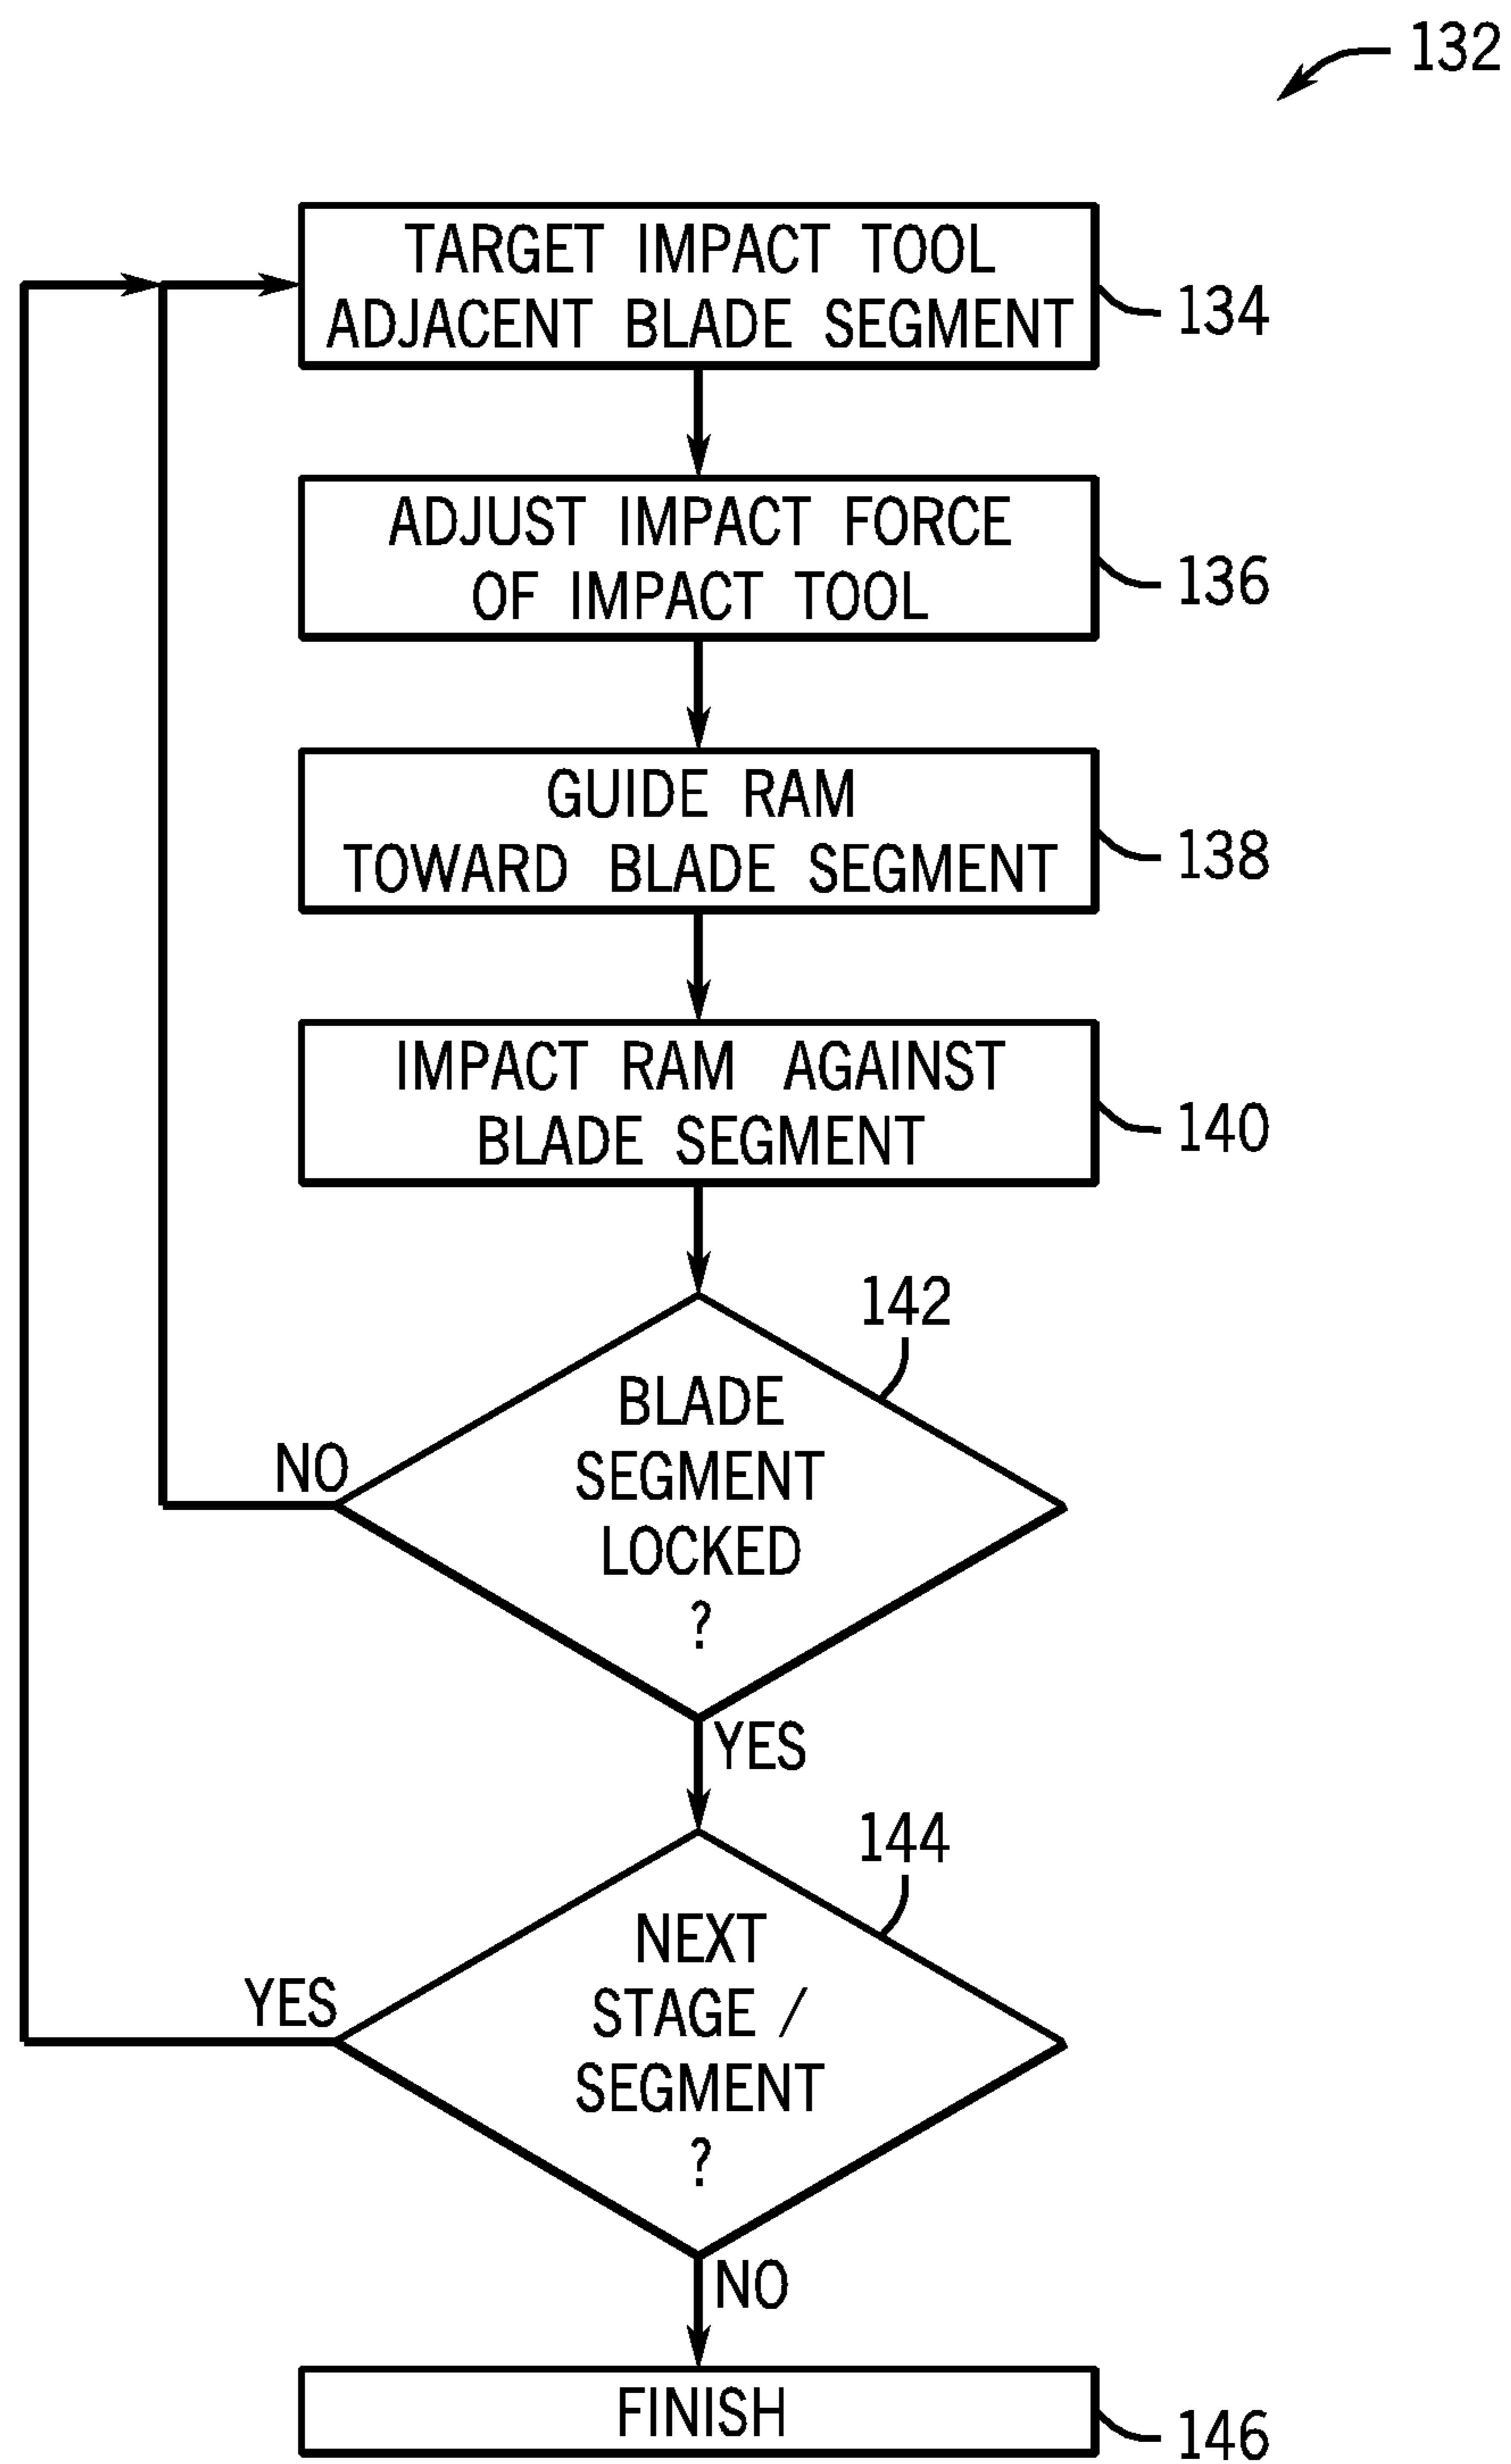 132
TARGET IMPACT TOOL
ADJACENT BLADE SEGMENT
134
ADJUST IMPACT FORCE
OF IMPACT TOOL
136
GUIDE RAM
TOWARD BLADE SEGMENT
138
IMPACT RAM AGAINST
BLADE SEGMENT
140
142
BLADE
SEGMENT
LOCKED
?
NO
YES
144
NEXT
STAGE /
SEGMENT
?
YES
NO
FINISH
146